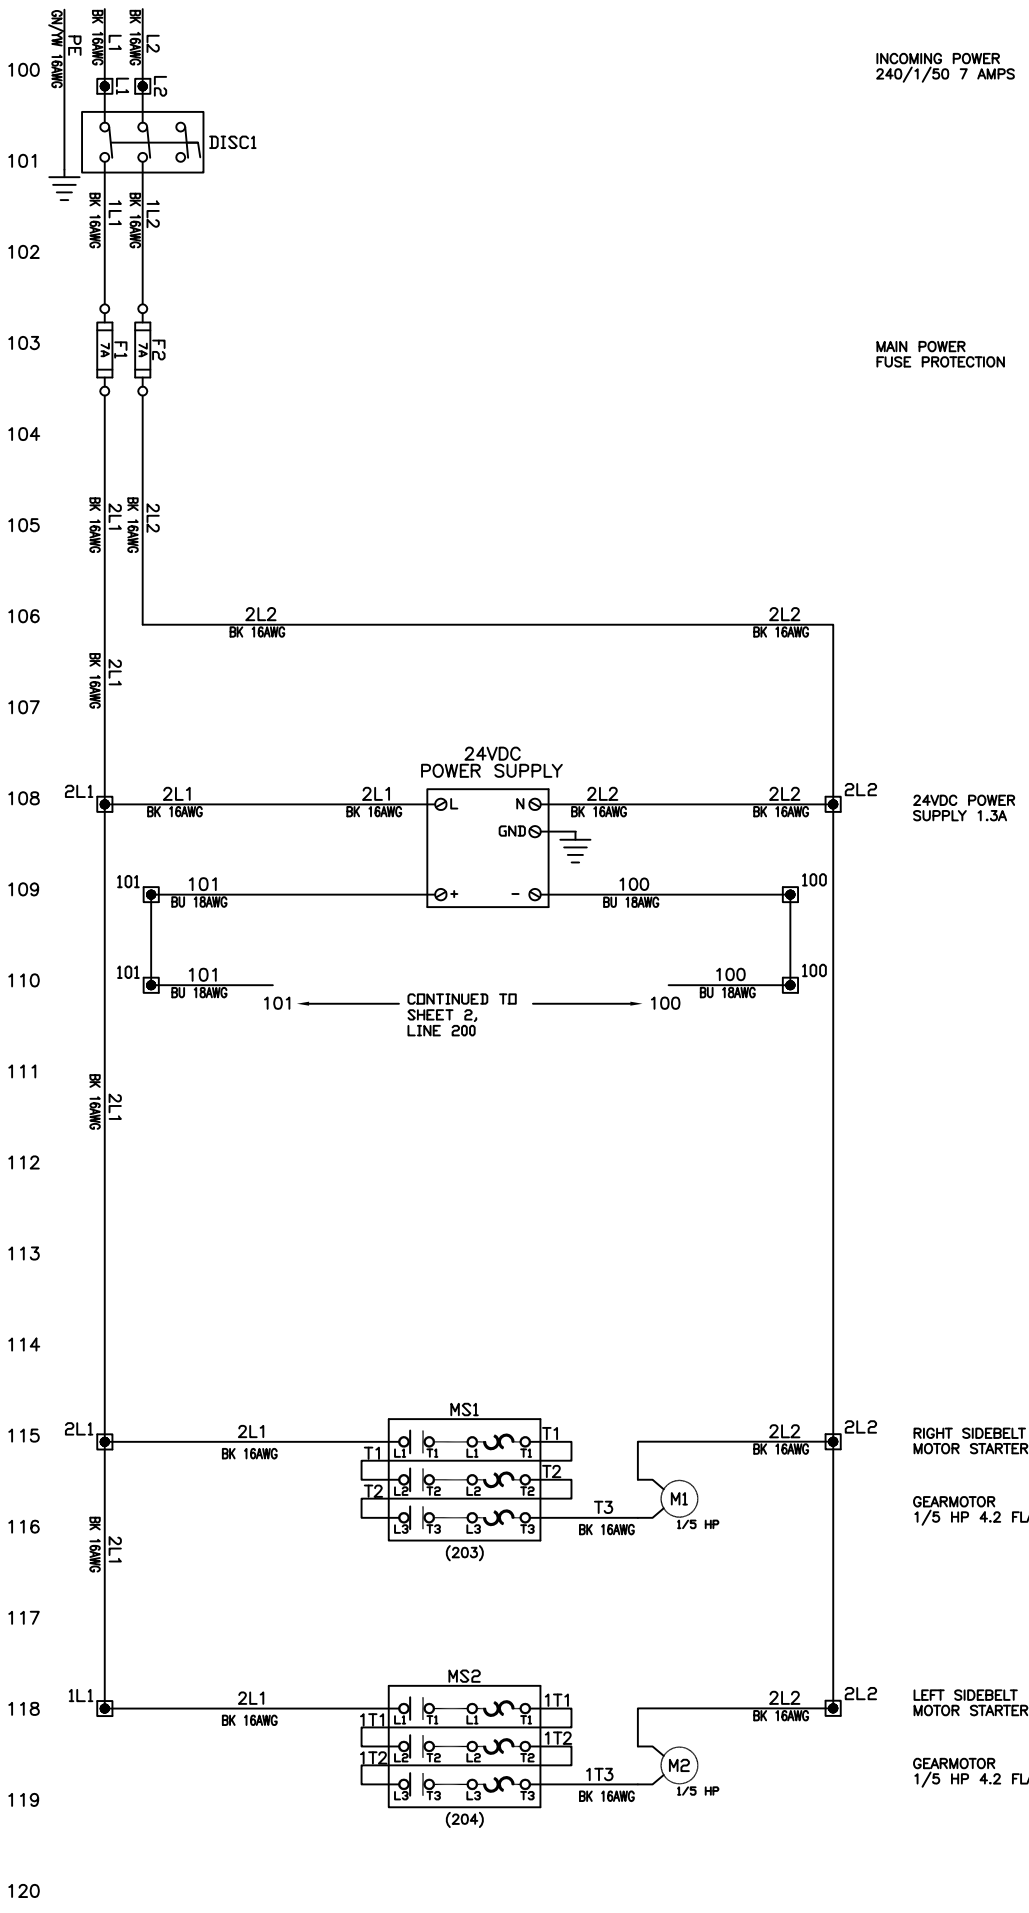 PE
GN/YW 16AWG
L1
BK 16AWG
L2
BK 16AWG
100
L1
L2
INCOMING POWER
240/1/50 7 AMPS
DISC1
101
1L1
BK 16AWG
1L2
BK 16AWG
102
103
F1
7A
F2
7A
MAIN POWER
FUSE PROTECTION
104
105
2L1
BK 16AWG
2L2
BK 16AWG
106
2L2
BK 16AWG
2L2
BK 16AWG
2L1
BK 16AWG
107
24VDC
POWER SUPPLY
108
2L1
2L1
BK 16AWG
2L1
BK 16AWG
L
N
2L2
BK 16AWG
2L2
BK 16AWG
2L2
24VDC POWER
SUPPLY 1.3A
GND
109
101
101
BU 18AWG
+
-
100
BU 18AWG
100
110
101
101
BU 18AWG
100
BU 18AWG
100
101
CONTINUED TO
SHEET 2,
LINE 200
100
111
2L1
BK 16AWG
112
113
114
MS1
115
2L1
2L1
BK 16AWG
L1 T1 L1 T1
T1
2L2
BK 16AWG
2L2
RIGHT SIDEBELT
MOTOR STARTER
T1
L2 T2 L2 T2
T2
T2
L3 T3 L3 T3
T3
BK 16AWG
M1
1/5 HP
(203)
116
GEARMOTOR
1/5 HP 4.2 FL
2L1
BK 16AWG
117
MS2
118
1L1
2L1
BK 16AWG
L1 T1 L1 T1
1T1
2L2
BK 16AWG
2L2
LEFT SIDEBELT
MOTOR STARTER
1T1
L2 T2 L2 T2
1T2
1T2
L3 T3 L3 T3
1T3
BK 16AWG
M2
1/5 HP
(204)
119
GEARMOTOR
1/5 HP 4.2 FL
120